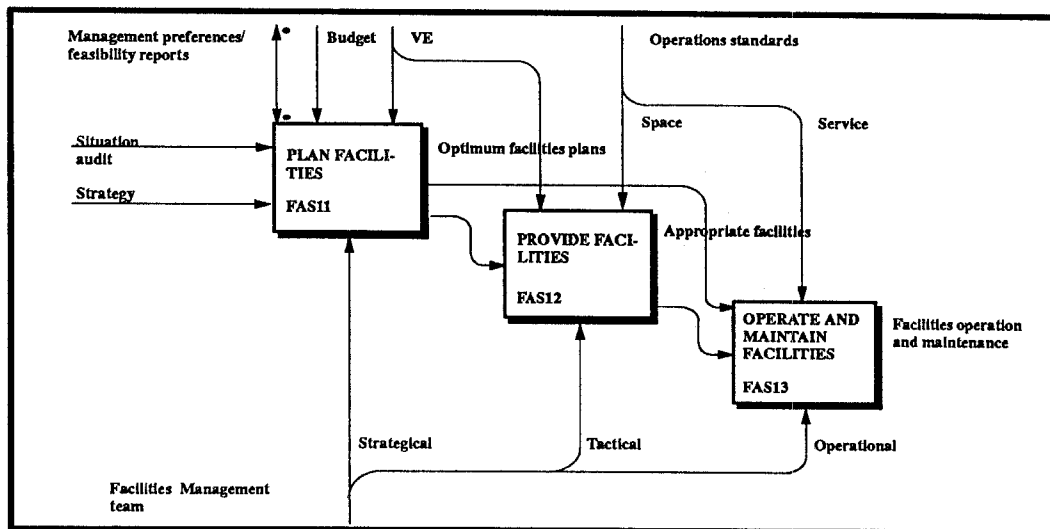 Management preferences/
feasibility reports
Budget
VE
Operations standards
Situation
audit
Strategy
PLAN FACILI-
TIES
FAS11
Optimum facilities plans
Space
Service
PROVIDE FACI-
LITIES
FAS12
Appropriate facilities
OPERATE AND
MAINTAIN
FACILITIES
FAS13
Facilities operation
and maintenance
Strategical
Tactical
Operational
Facilities Management
team